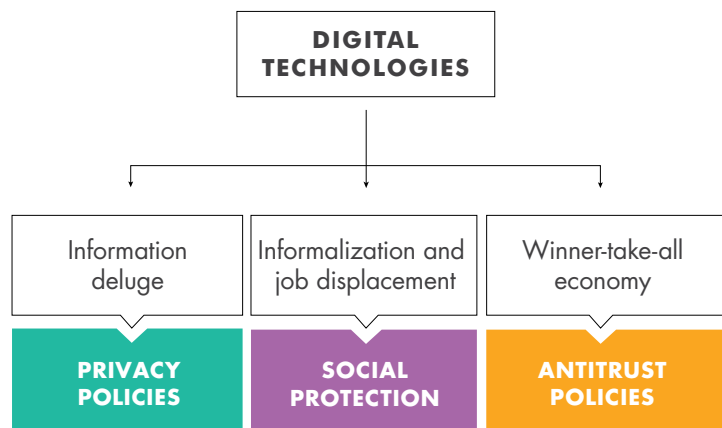 DIGITAL
TECHNOLOGIES
Information
deluge
Informalization and
job displacement
Winner-take-all
economy
PRIVACY
POLICIES
SOCIAL
PROTECTION
ANTITRUST
POLICIES